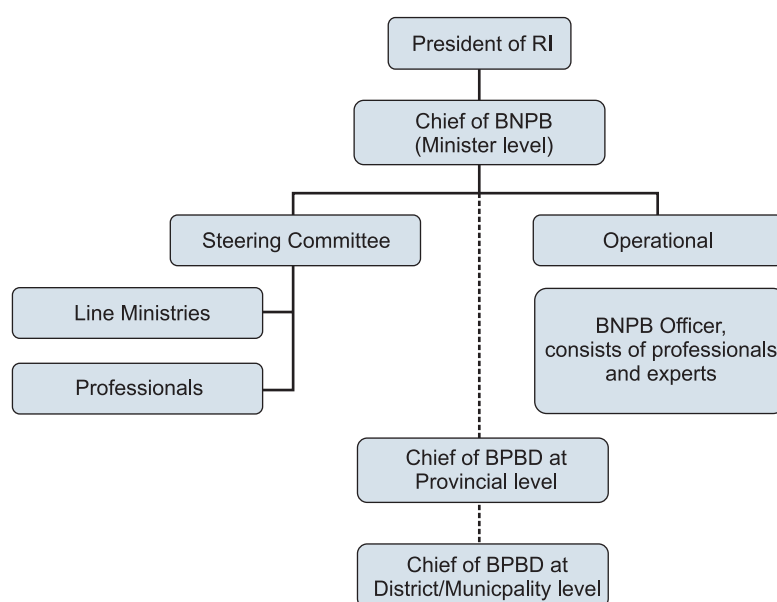 President of RI
Chief of BNPB
(Minister level)
Steering Committee
Operational
Line Ministries
Professionals
BNPB Officer,
consists of professionals
and experts
Chief of BPBD at
Provincial level
Chief of BPBD at
District/Municpality level